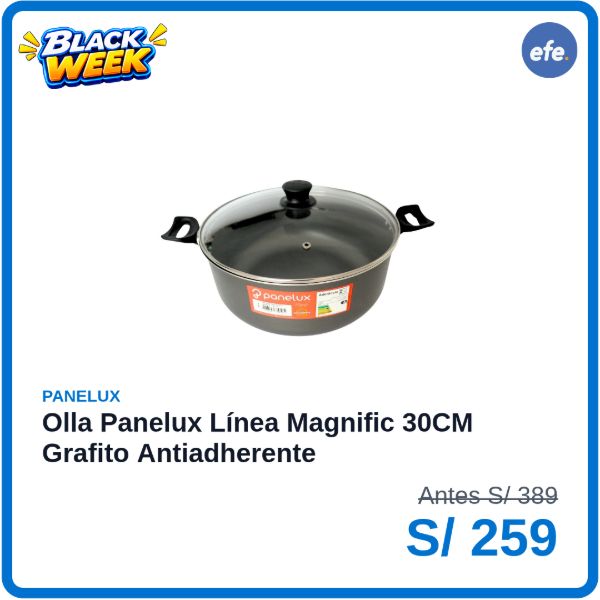 BLACK
WEEK
efe.
panelux
PANELUX
Olla Panelux Línea Magnific 30CM
Grafito Antiadherente
Antes S/ 389
S/ 259